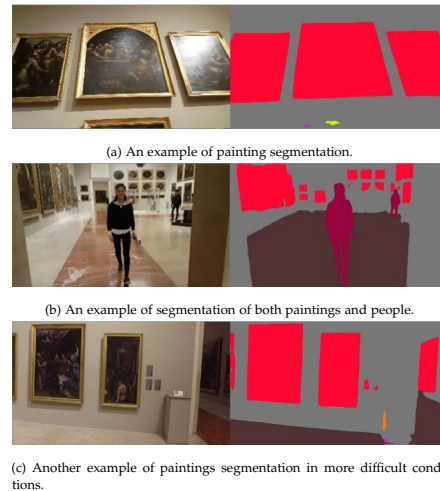 (a) An example of painting segmentation.
(b) An example of segmentation of both paintings and people.
(c) Another example of paintings segmentation in more difficult condi
tions.